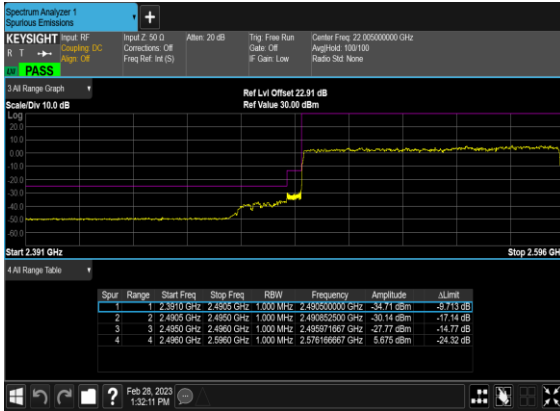 Spectrum Analyzer 1
Spurious Emissions
+
KEYSIGHT Input: RF Input Z: 50 Ω Atten: 20 dB Trig: Free Run Center Freq: 22.005000000 GHz
R T Coupling: DC Corrections: Off Gate: Off Avg|Hold: 100/100
Align: Off Freq Ref: Int (S) IF Gain: Low Radio Std: None
PASS
3 All Range Graph Ref Lvl Offset 22.91 dB
Scale/Div 10.0 dB Ref Value 30.00 dBm
Log
20.0
10.0
0.00
-10.0
-20.0
-30.0
-40.0
-50.0
-60.0
Start 2.391 GHz Stop 2.596 GH
4 All Range Table
Spur Range Start Freq Stop Freq RBW Frequency Amplitude ΔLimit
1 1 2.3910 GHz 2.4905 GHz 1.000 MHz 2.490500000 GHz -34.71 dBm -9.713 dB
2 2 2.4905 GHz 2.4950 GHz 1.000 MHz 2.490852500 GHz -30.14 dBm -17.14 dB
3 3 2.4950 GHz 2.4960 GHz 1.000 MHz 2.495971667 GHz -27.77 dBm -14.77 dB
4 4 2.4960 GHz 2.5960 GHz 1.000 MHz 2.576166667 GHz 5.675 dBm -24.32 dB
? Feb 28, 2023
1:32:11 PM